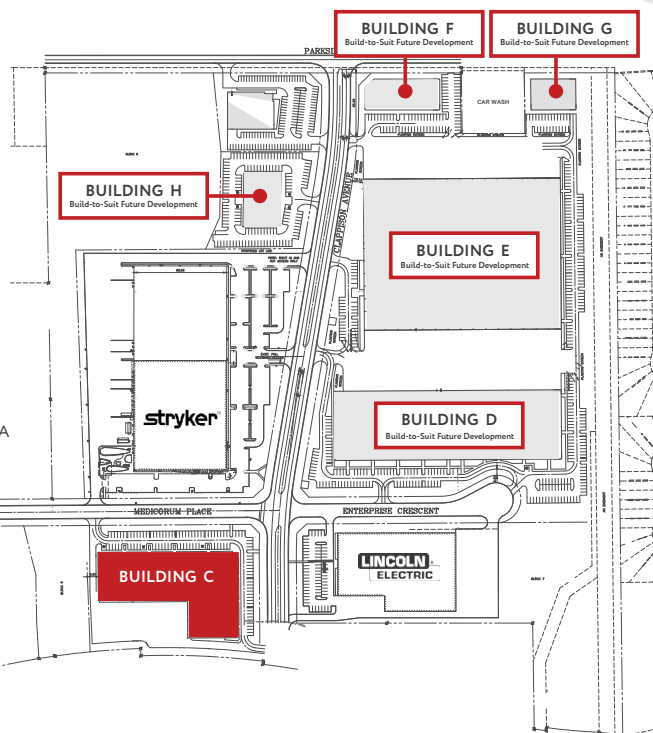 BUILDING F
Build-to-Suit Future Development
BUILDING G
Build-to-Suit Future Development
CAR WASH
BUILDING H
Build-to-Suit Future Development
CLAPPISON AVENUE
BUILDING E
Build-to-Suit Future Development
stryker
BUILDING D
Build-to-Suit Future Development
A
MEDICORUM PLACE
ENTERPRISE CRESCENT
LINCOLN
ELECTRIC
BUILDING C